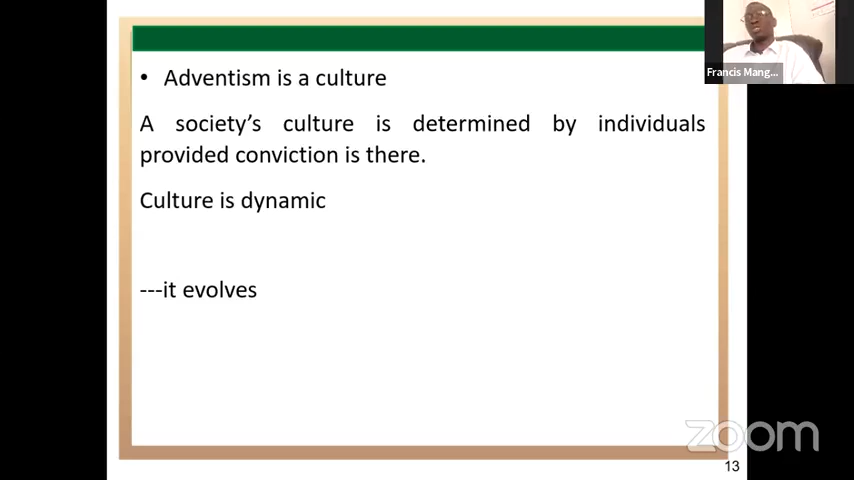 Francis Mang...
• Adventism is a culture
A society's culture is determined by individuals
provided conviction is there.
Culture is dynamic
---it evolves
zoom
13